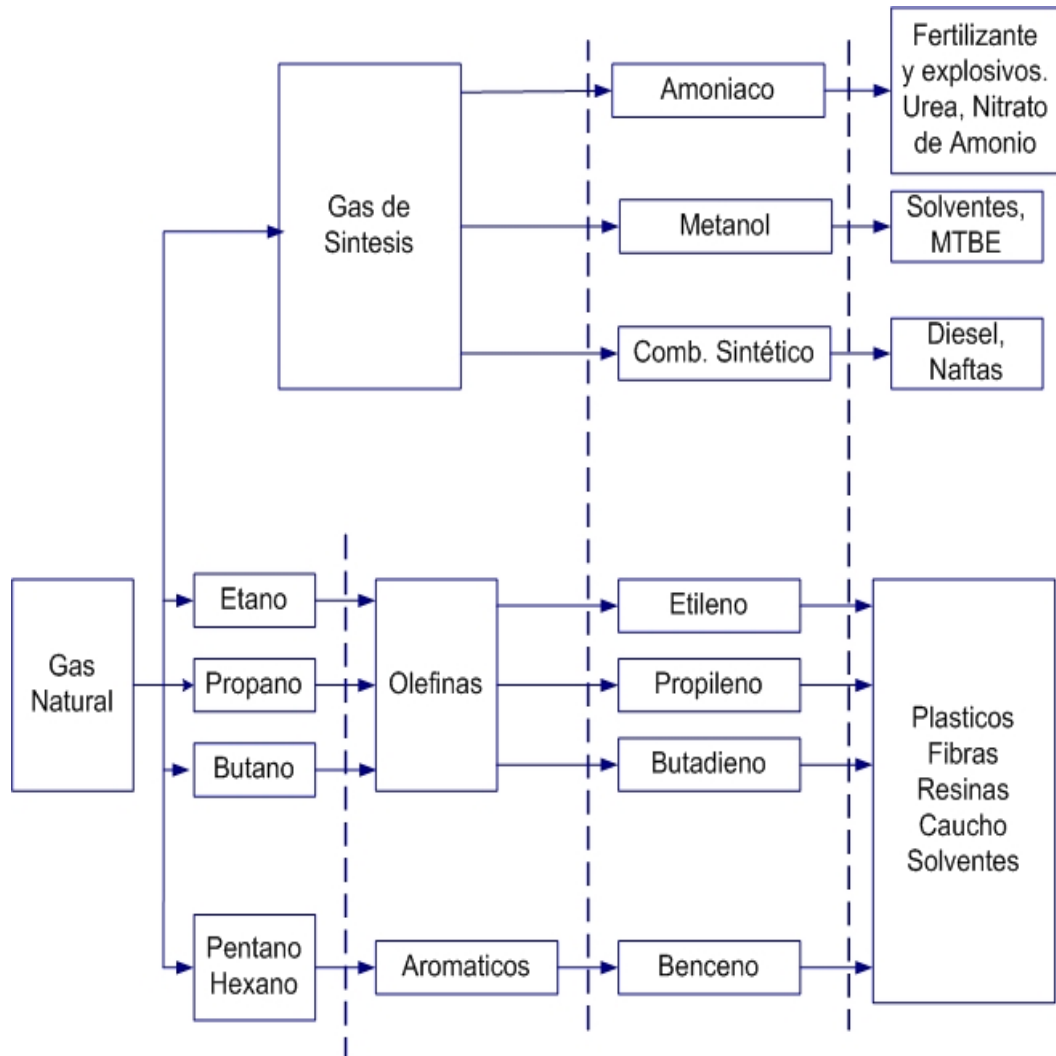 Fertilizante
y explosivos.
Urea, Nitrato
de Amonio
Amoniaco
Gas de
Sintesis
Metanol
Solventes,
MTBE
Comb. Sintético
Diesel,
Naftas
Gas
Natural
Etano
Propano
Butano
Olefinas
Etileno
Propileno
Butadieno
Plasticos
Fibras
Resinas
Caucho
Solventes
Pentano
Hexano
Aromaticos
Benceno